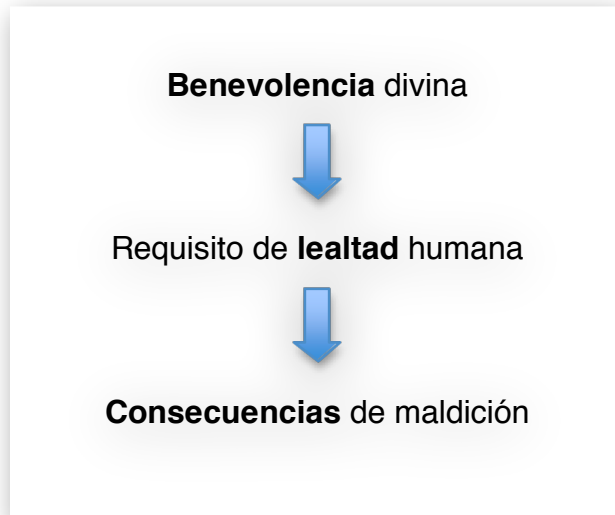 Benevolencia divina
Requisito de lealtad humana
Consecuencias de maldición